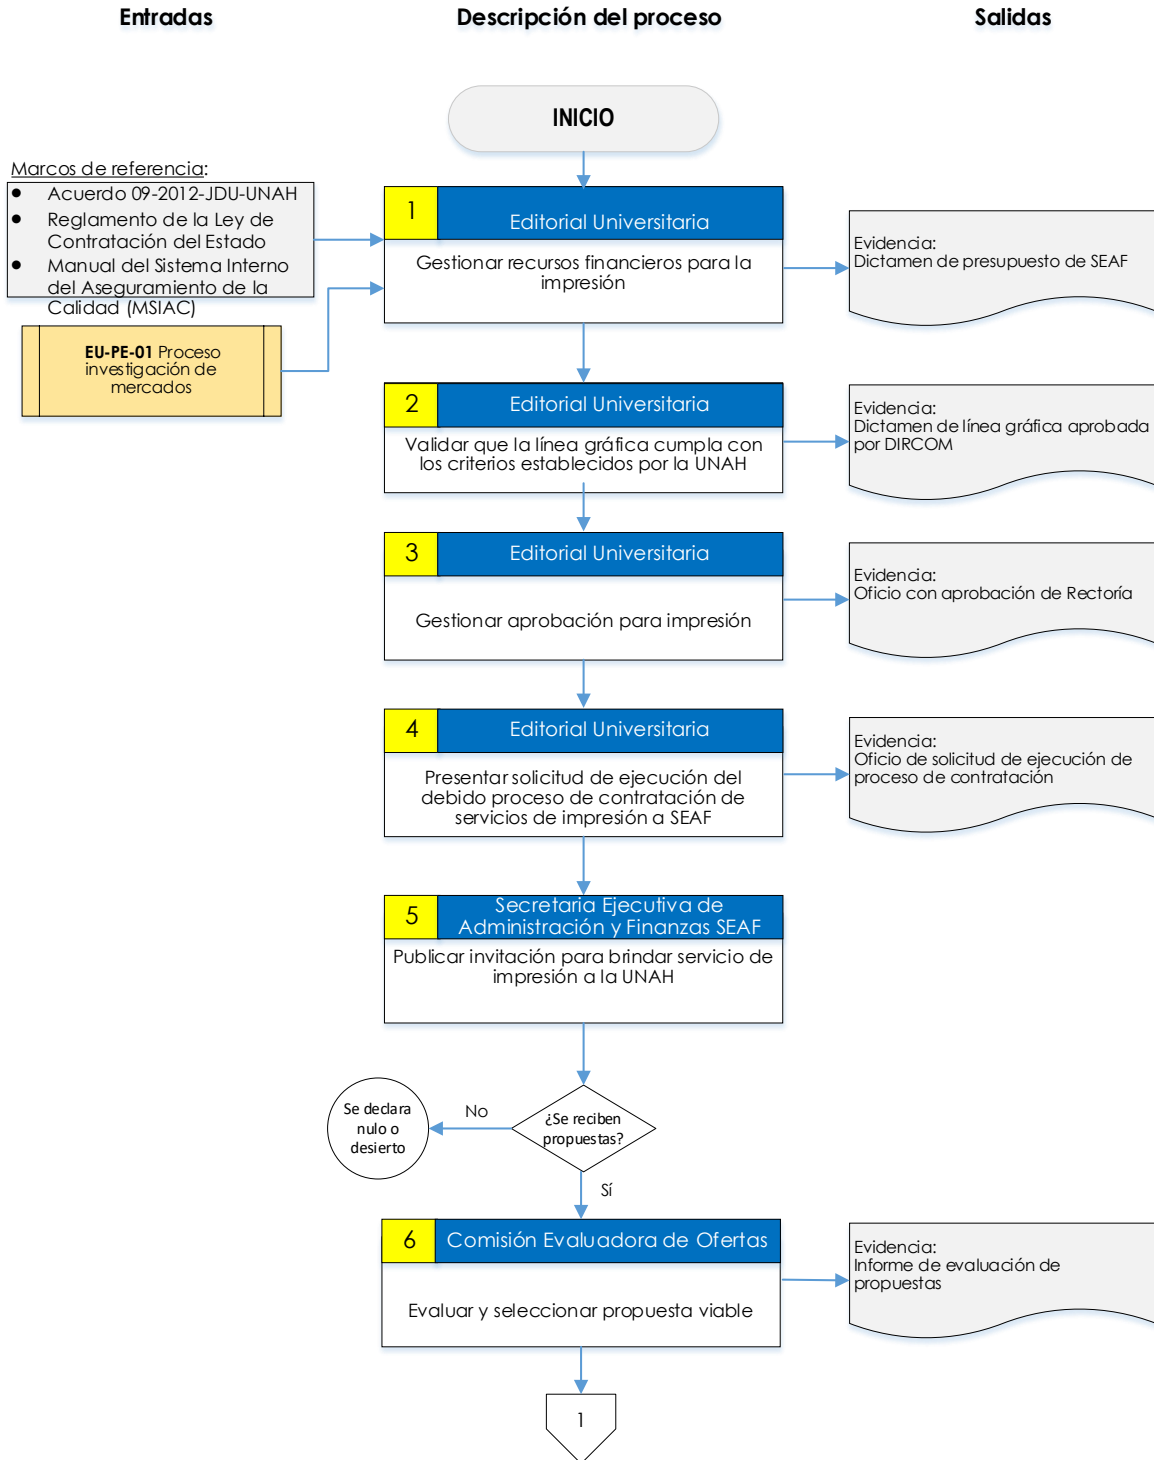 Entradas
Descripción del proceso
Salidas
INICIO
Marcos de referencia:
● Acuerdo 09-2012-JDU-UNAH
● Reglamento de la Ley de
Contratación del Estado
● Manual del Sistema Interno
del Aseguramiento de la
Calidad (MSIAC)
EU-PE-01 Proceso
investigación de
mercados
1
Editorial Universitaria
Gestionar recursos financieros para la
impresión
Evidencia:
Dictamen de presupuesto de SEAF
2
Editorial Universitaria
Validar que la línea gráfica cumpla con
los criterios establecidos por la UNAH
Evidencia:
Dictamen de línea gráfica aprobada
por DIRCOM
3
Editorial Universitaria
Gestionar aprobación para impresión
Evidencia:
Oficio con aprobación de Rectoría
4
Editorial Universitaria
Presentar solicitud de ejecución del
debido proceso de contratación de
servicios de impresión a SEAF
Evidencia:
Oficio de solicitud de ejecución de
proceso de contratación
5
Secretaria Ejecutiva de
Administración y Finanzas SEAF
Publicar invitación para brindar servicio de
impresión a la UNAH
¿Se reciben
propuestas?
No
Se declara
nulo o
desierto
Sí
6
Comisión Evaluadora de Ofertas
Evaluar y seleccionar propuesta viable
Evidencia:
Informe de evaluación de
propuestas
1